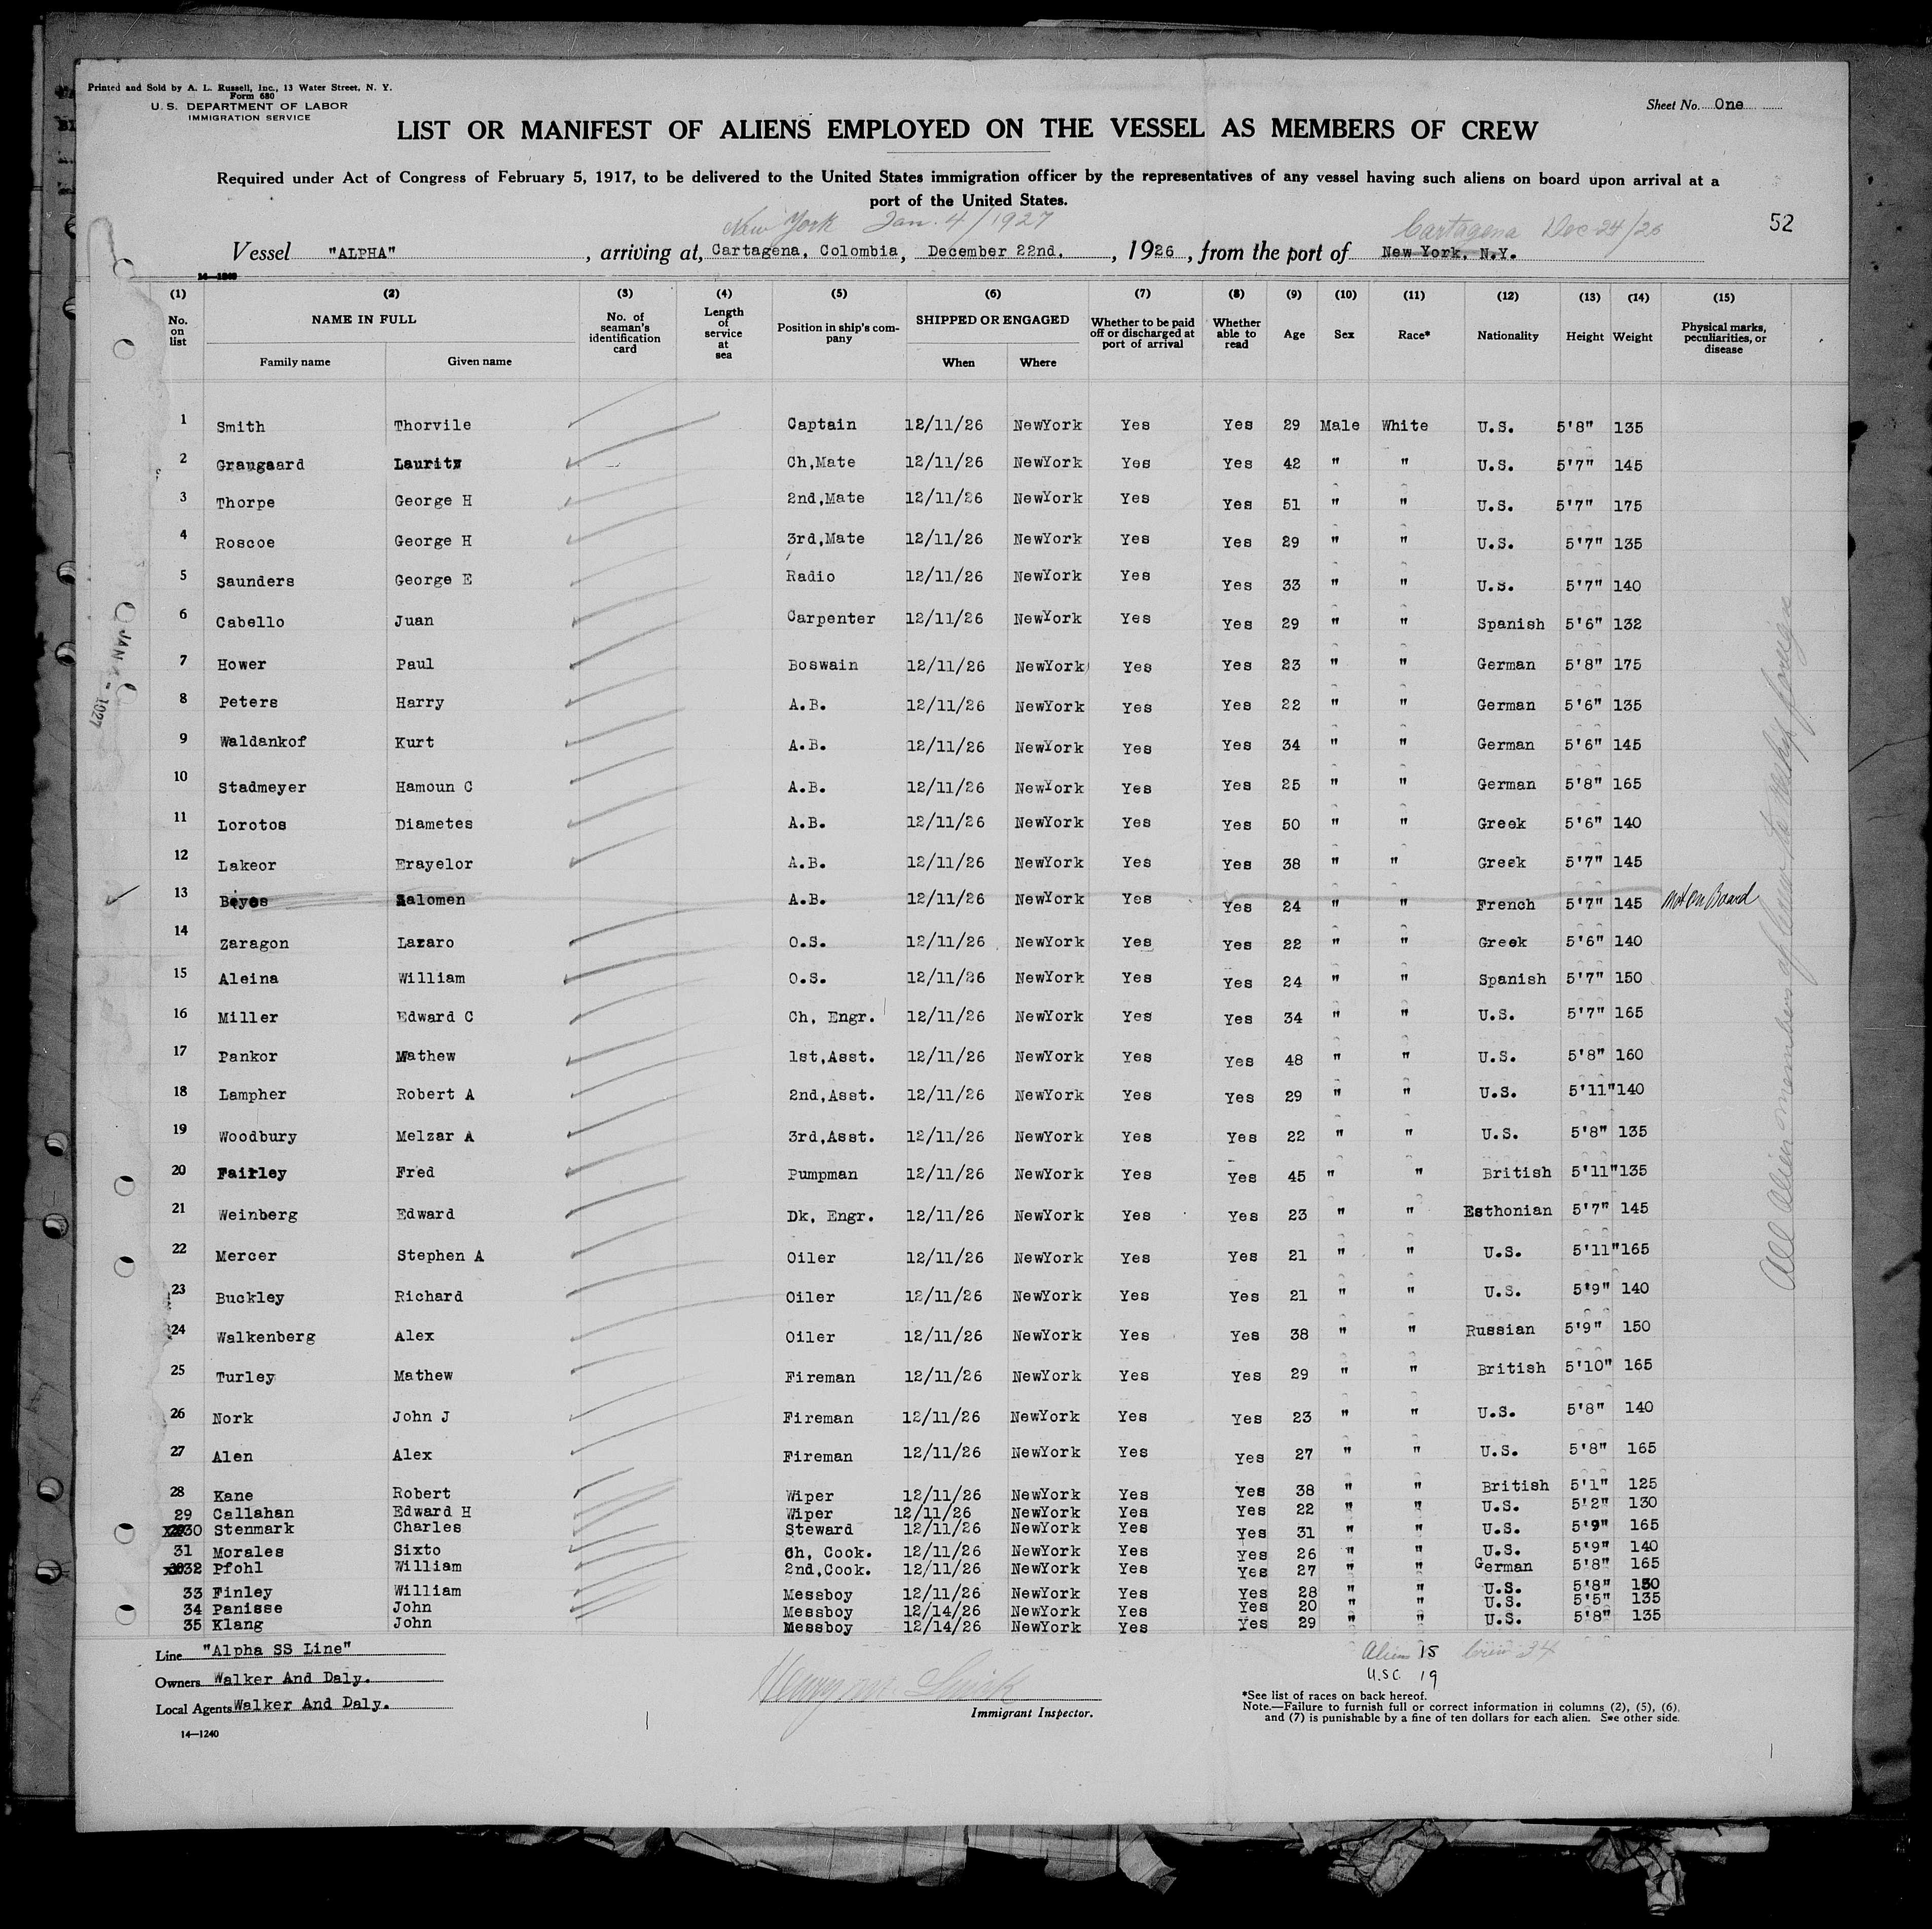 Printed and Sold by A. L. Russell, Inc., 13 Water Street, N. Y.
Form 680
U. S. DEPARTMENT OF LABOR
IMMIGRATION SERVICE
Sheet No. One
LIST OR MANIFEST OF ALIENS EMPLOYED ON THE VESSEL AS MEMBERS OF CREW
Required under Act of Congress of February 5, 1917, to be delivered to the United States immigration officer by the representatives of any vessel having such aliens on board upon arrival at a
port of the United States.
New York Jan. 4/1927 Cartagena Dec 24/26 52
Vessel "ALPHA", arriving at, Cartagena, Colombia, December 22nd., 1926, from the port of New York, N.Y.
14—1240
(1) (2) (3) (4) (5) (6) (7) (8) (9) (10) (11) (12) (13) (14) (15)
No. on list NAME IN FULL Family name Given name No. of seaman's identification card Length of service at sea Position in ship's company SHIPPED OR ENGAGED When Where Whether to be paid off or discharged at port of arrival Whether able to read Age Sex Race* Nationality Height Weight Physical marks, peculiarities, or disease
1 Smith Thorvile Captain 12/11/26 NewYork Yes Yes 29 Male White U.S. 5'8" 135
2 Graugaard Lauritz Ch,Mate 12/11/26 NewYork Yes Yes 42 " " U.S. 5'7" 145
3 Thorpe George H 2nd,Mate 12/11/26 NewYork Yes Yes 51 " " U.S. 5'7" 175
4 Roscoe George H 3rd,Mate 12/11/26 NewYork Yes Yes 29 " " U.S. 5'7" 135
5 Saunders George E Radio 12/11/26 NewYork Yes Yes 33 " " U.S. 5'7" 140
6 Cabello Juan Carpenter 12/11/26 NewYork Yes Yes 29 " " Spanish 5'6" 132
7 Hower Paul Boswain 12/11/26 NewYork Yes Yes 23 " " German 5'8" 175
8 Peters Harry A.B. 12/11/26 NewYork Yes Yes 22 " " German 5'6" 135
9 Waldankof Kurt A.B. 12/11/26 NewYork Yes Yes 34 " " German 5'6" 145
10 Stadmeyer Hamoun C A.B. 12/11/26 NewYork Yes Yes 25 " " German 5'8" 165
11 Lorotos Diametes A.B. 12/11/26 NewYork Yes Yes 50 " " Greek 5'6" 140
12 Lakeor Erayelor A.B. 12/11/26 NewYork Yes Yes 38 " " Greek 5'7" 145
13 Beyes Salomen A.B. 12/11/26 NewYork Yes Yes 24 " " French 5'7" 145 Not On Board
14 Zaragon Lazaro O.S. 12/11/26 NewYork Yes Yes 22 " " Greek 5'6" 140
15 Aleina William O.S. 12/11/26 NewYork Yes Yes 24 " " Spanish 5'7" 150
16 Miller Edward C Ch, Engr. 12/11/26 NewYork Yes Yes 34 " " U.S. 5'7" 165
17 Pankor Mathew 1st,Asst. 12/11/26 NewYork Yes Yes 48 " " U.S. 5'8" 160
18 Lampher Robert A 2nd,Asst. 12/11/26 NewYork Yes Yes 29 " " U.S. 5'11" 140
19 Woodbury Melzar A 3rd,Asst. 12/11/26 NewYork Yes Yes 22 " " U.S. 5'8" 135
20 Fairley Fred Pumpman 12/11/26 NewYork Yes Yes 45 " " British 5'11" 135
21 Weinberg Edward Dk, Engr. 12/11/26 NewYork Yes Yes 23 " " Esthonian 5'7" 145
22 Mercer Stephen A Oiler 12/11/26 NewYork Yes Yes 21 " " U.S. 5'11" 165
23 Buckley Richard Oiler 12/11/26 NewYork Yes Yes 21 " " U.S. 5'9" 140
24 Walkenberg Alex Oiler 12/11/26 NewYork Yes Yes 38 " " Russian 5'9" 150
25 Turley Mathew Fireman 12/11/26 NewYork Yes Yes 29 " " British 5'10" 165
26 Nork John J Fireman 12/11/26 NewYork Yes Yes 23 " " U.S. 5'8" 140
27 Alen Alex Fireman 12/11/26 NewYork Yes Yes 27 " " U.S. 5'8" 165
28 Kane Robert Wiper 12/11/26 NewYork Yes Yes 38 " " British 5'1" 125
29 Callahan Edward H Wiper 12/11/26 NewYork Yes Yes 22 " " U.S. 5'2" 130
30 Stenmark Charles Steward 12/11/26 NewYork Yes Yes 31 " " U.S. 5'9" 165
31 Morales Sixto Ch, Cook. 12/11/26 NewYork Yes Yes 26 " " U.S. 5'9" 140
32 Pfohl William 2nd,Cook. 12/11/26 NewYork Yes Yes 27 " " German 5'8" 165
33 Finley William Messboy 12/11/26 NewYork Yes Yes 28 " " U.S. 5'8" 150
34 Panisse John Messboy 12/14/26 NewYork Yes Yes 20 " " U.S. 5'5" 135
35 Klang John Messboy 12/14/26 NewYork Yes Yes 29 " " U.S. 5'8" 135
All Alien members of crew to reship foreign
JAN 4 - 1927
Line "Alpha SS Line"
Owners Walker And Daly.
Local Agents Walker And Daly.
14—1240
Immigrant Inspector.
Aliens 15 Crew 34
U.S.C. 19
*See list of races on back hereof.
Note.—Failure to furnish full or correct information in columns (2), (5), (6),
and (7) is punishable by a fine of ten dollars for each alien. See other side.